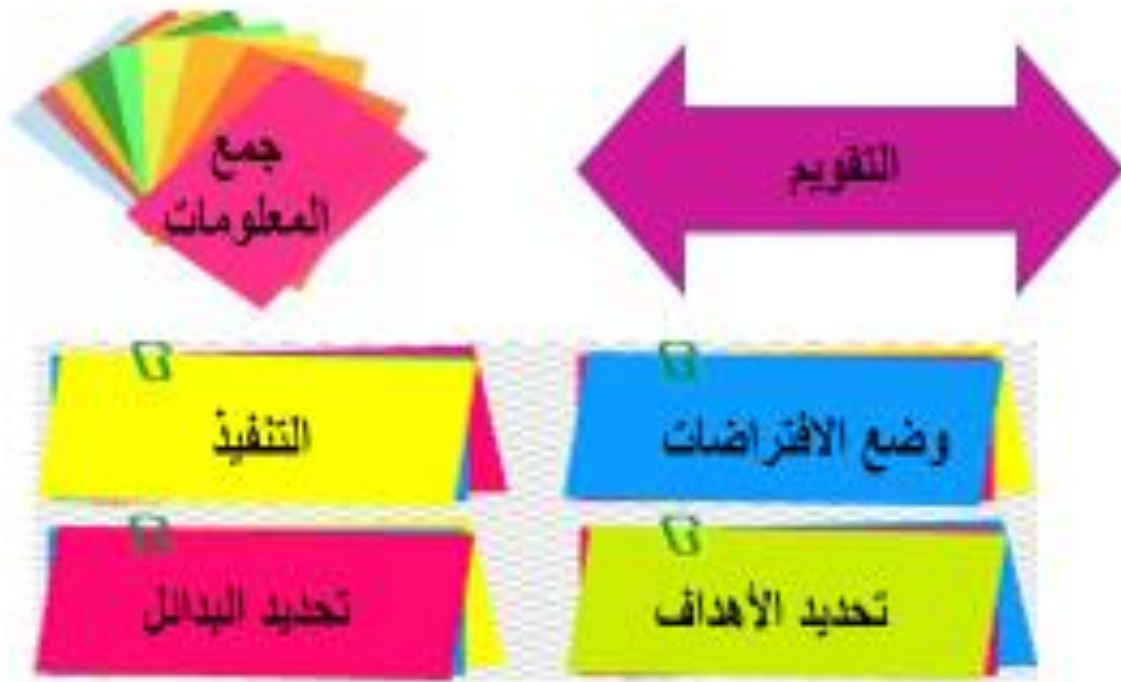 التقويم
جمع
المعلومات
وضع الافتراضات
التنفيذ
تحديد الأهداف
تحديد البدائل